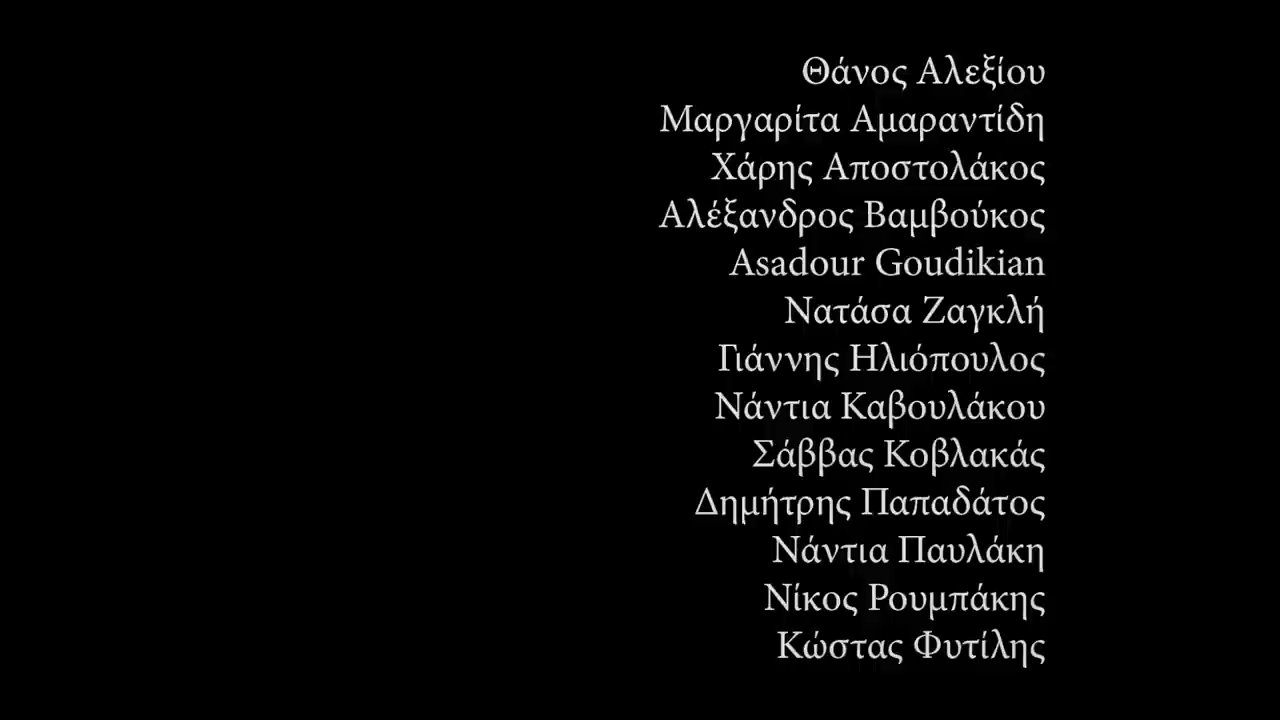 Θάνος Αλεξίου
Μαργαρίτα Αμαραντίδη
Χάρης Αποστολάκος
Αλέξανδρος Βαμβούκος
Asadour Goudikian
Νατάσα Ζαγκλή
Γιάννης Ηλιόπουλος
Νάντια Καβουλάκου
Σάββας Κοβλακάς
Δημήτρης Παπαδάτος
Νάντια Παυλάκη
Νίκος Ρουμπάκης
Κώστας Φυτίλης